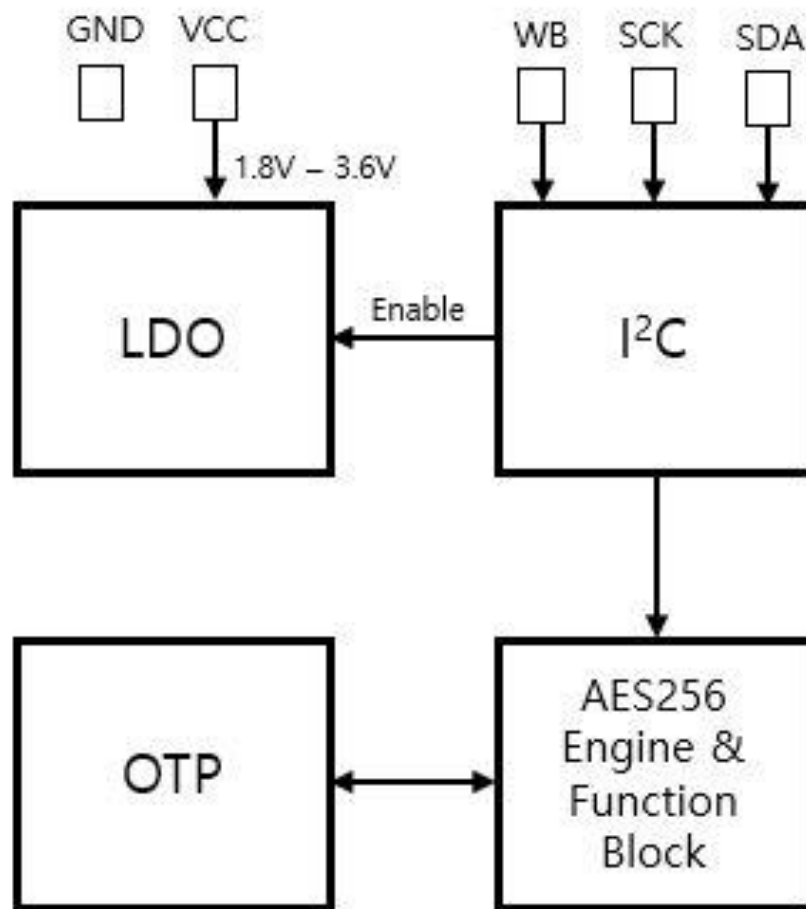 GND VCC WB SCK SDA
1.8V – 3.6V
LDO
Enable
I²C
OTP
AES256
Engine &
Function
Block